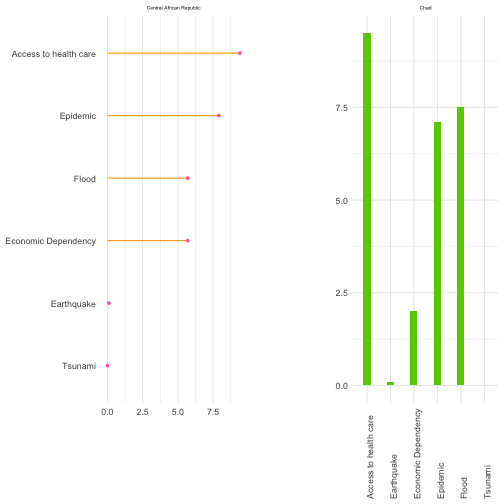 Central African Republic
Access to health care
Epidemic
Flood
Economic Dependency
Earthquake
Tsunami
0.0 2.5 5.0 7.5
Chad
7.5
5.0
2.5
0.0
Access to health care
Earthquake
Economic Dependency
Epidemic
Flood
Tsunami